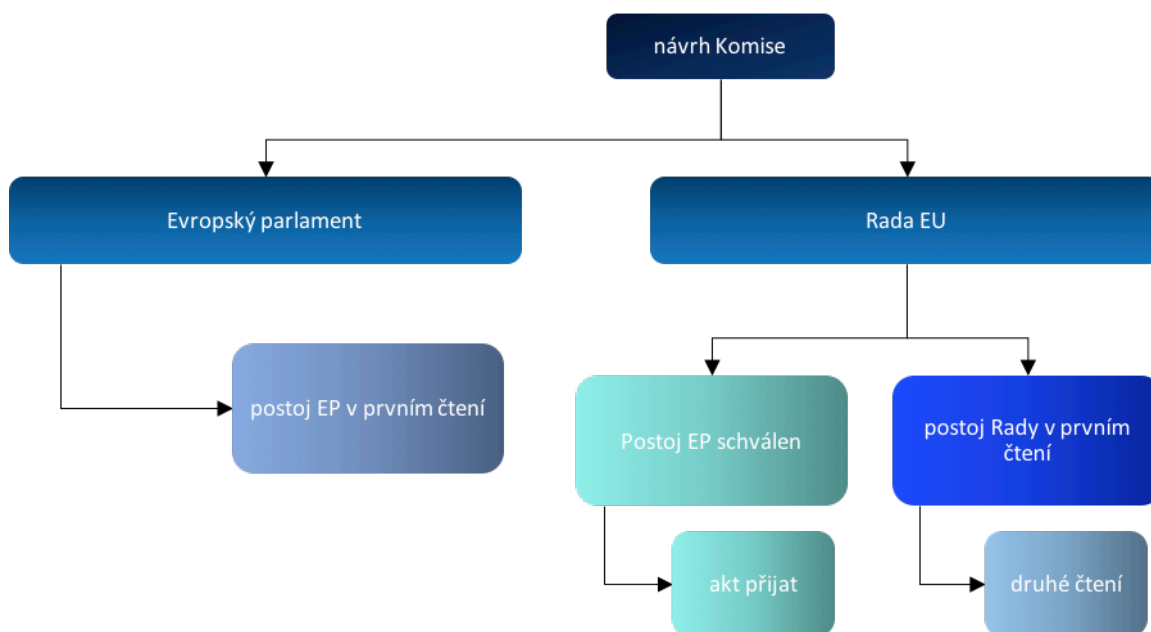 návrh Komise
Evropský parlament
Rada EU
postoj EP v prvním čtení
Postoj EP schválen
postoj Rady v prvním
čtení
akt přijat
druhé čtení